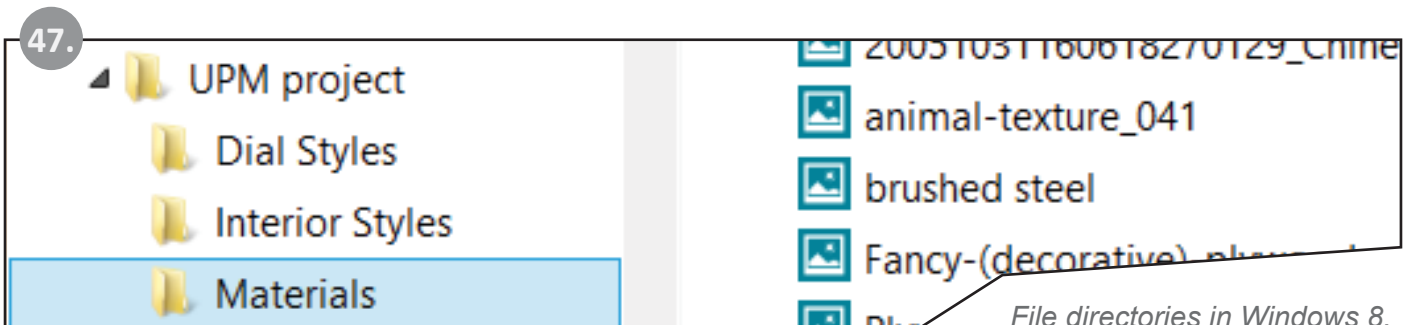 47.
UPM project
Dial Styles
Interior Styles
Materials
20051031160618270129_Chine
animal-texture_041
brushed steel
Fancy-(decorative)
File directories in Windows 8.